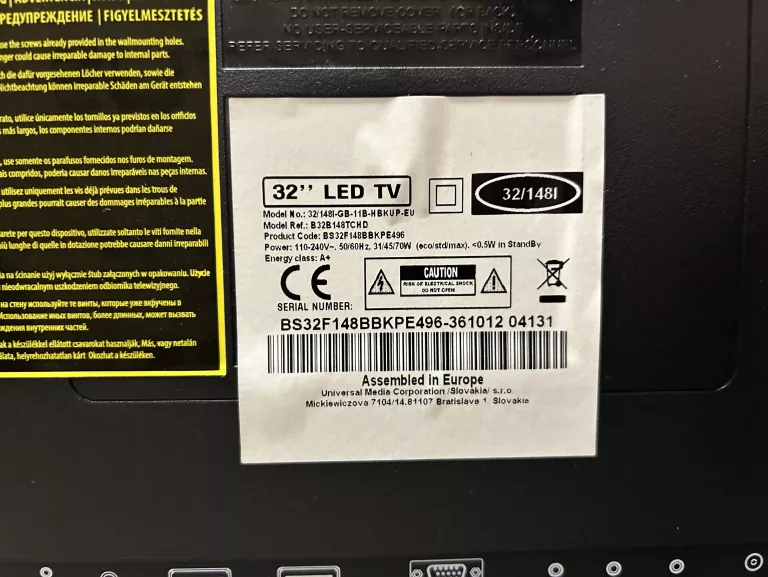 ПРЕДУПРЕЖДЕНИЕ | FIGYELMESZTETÉS
use the screws already provided in the wallmounting holes.
could cause irreparable damage to internal parts.
die dafür vorgesehenen Löcher verwenden, sowie die
Nichtbeachtung können irreparable Schäden am Gerät entstehen
utilice únicamente los tornillos ya previstos en los orificios
más largos, los componentes internos podrían dañarse
use somente os parafusos fornecidos nos furos de montagem.
compridos, poderia causar danos irreparáveis nas peças internas.
utilisez uniquement les vis déjà prévues dans les trous de
plus grandes pourrait causer des dommages irréparables à la partie
per questo dispositivo, utilizzate soltanto le viti fornite nella
più lunghe di quelle in dotazione potrebbe causare danni irreparabili
na ścianie użyj wyłącznie śrub załączonych w opakowaniu. Użycie
nieodwracalnym uszkodzeniem odbiornika telewizyjnego.
на стену используйте те винты, которые уже вкручены в
Использование иных винтов, более длинных, может вызвать
внутренних частей.
a készülékkel ellátott csavarokat használják, Más, vagy netalán
helyrehozhatatlan kárt Okozhat a készüléken.
DO NOT REMOVE COVER (OR BACK)
NO USER-SERVICEABLE PARTS INSIDE
REFER SERVICING TO QUALIFIED SERVICE PERSONNEL
32'' LED TV
32/148I
Model No.: 32/148I-GB-11B-HBKUP-EU
Model Ref.: B32B148TCHD
Product Code: BS32F148BBKPE496
Power: 110-240V~. 50/60Hz, 31/45/70W (eco/std/max). <0.5W in StandBy
Energy class: A+
CE
CAUTION
RISK OF ELECTRICAL SHOCK
DO NOT OPEN
SERIAL NUMBER:
BS32F148BBKPE496-361012 04131
Assembled in Europe
Universal Media Corporation /Slovakia/ s.r.o.
Mickiewiczova 7104/14.81107 Bratislava 1. Slovakia